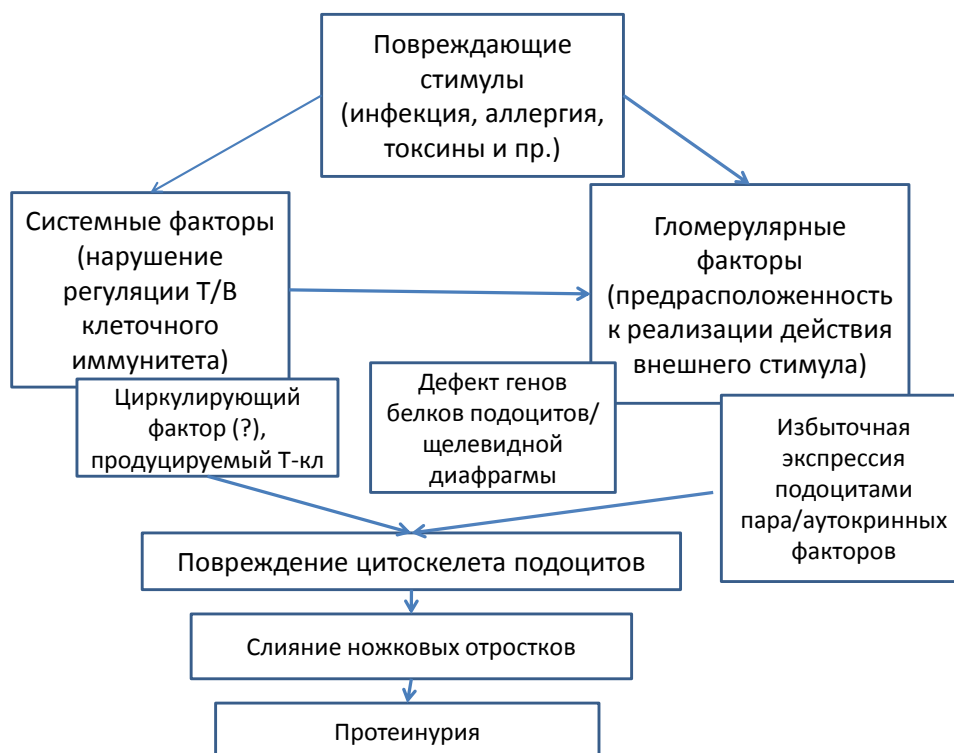 Повреждающие
стимулы
(инфекция, аллергия,
токсины и пр.)
Системные факторы
(нарушение
регуляции Т/В
клеточного
иммунитета)
Гломерулярные
факторы
(предрасположенность
к реализации действия
внешнего стимула)
Циркулирующий
фактор (?),
продуцируемый Т-кл
Дефект генов
белков подоцитов/
щелевидной
диафрагмы
Избыточная
экспрессия
подоцитами
пара/аутокринных
факторов
Повреждение цитоскелета подоцитов
Слияние ножковых отростков
Протеинурия